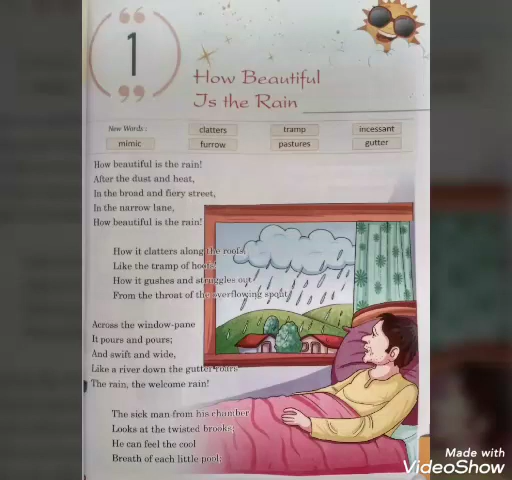 1
How Beautiful
Is the Rain
New Words :
clatters
tramp
incessant
mimic
furrow
pastures
gutter
How beautiful is the rain!
After the dust and heat,
In the broad and fiery street,
In the narrow lane,
How beautiful is the rain!
How it clatters along the roofs,
Like the tramp of hoofs
How it gushes and struggles out
From the throat of the overflowing spout!
Across the window-pane
It pours and pours;
And swift and wide,
Like a river down the gutter roars
The rain, the welcome rain!
The sick man from his chamber
Looks at the twisted brooks;
He can feel the cool
Breath of each little pool;
Made with
VideoShow